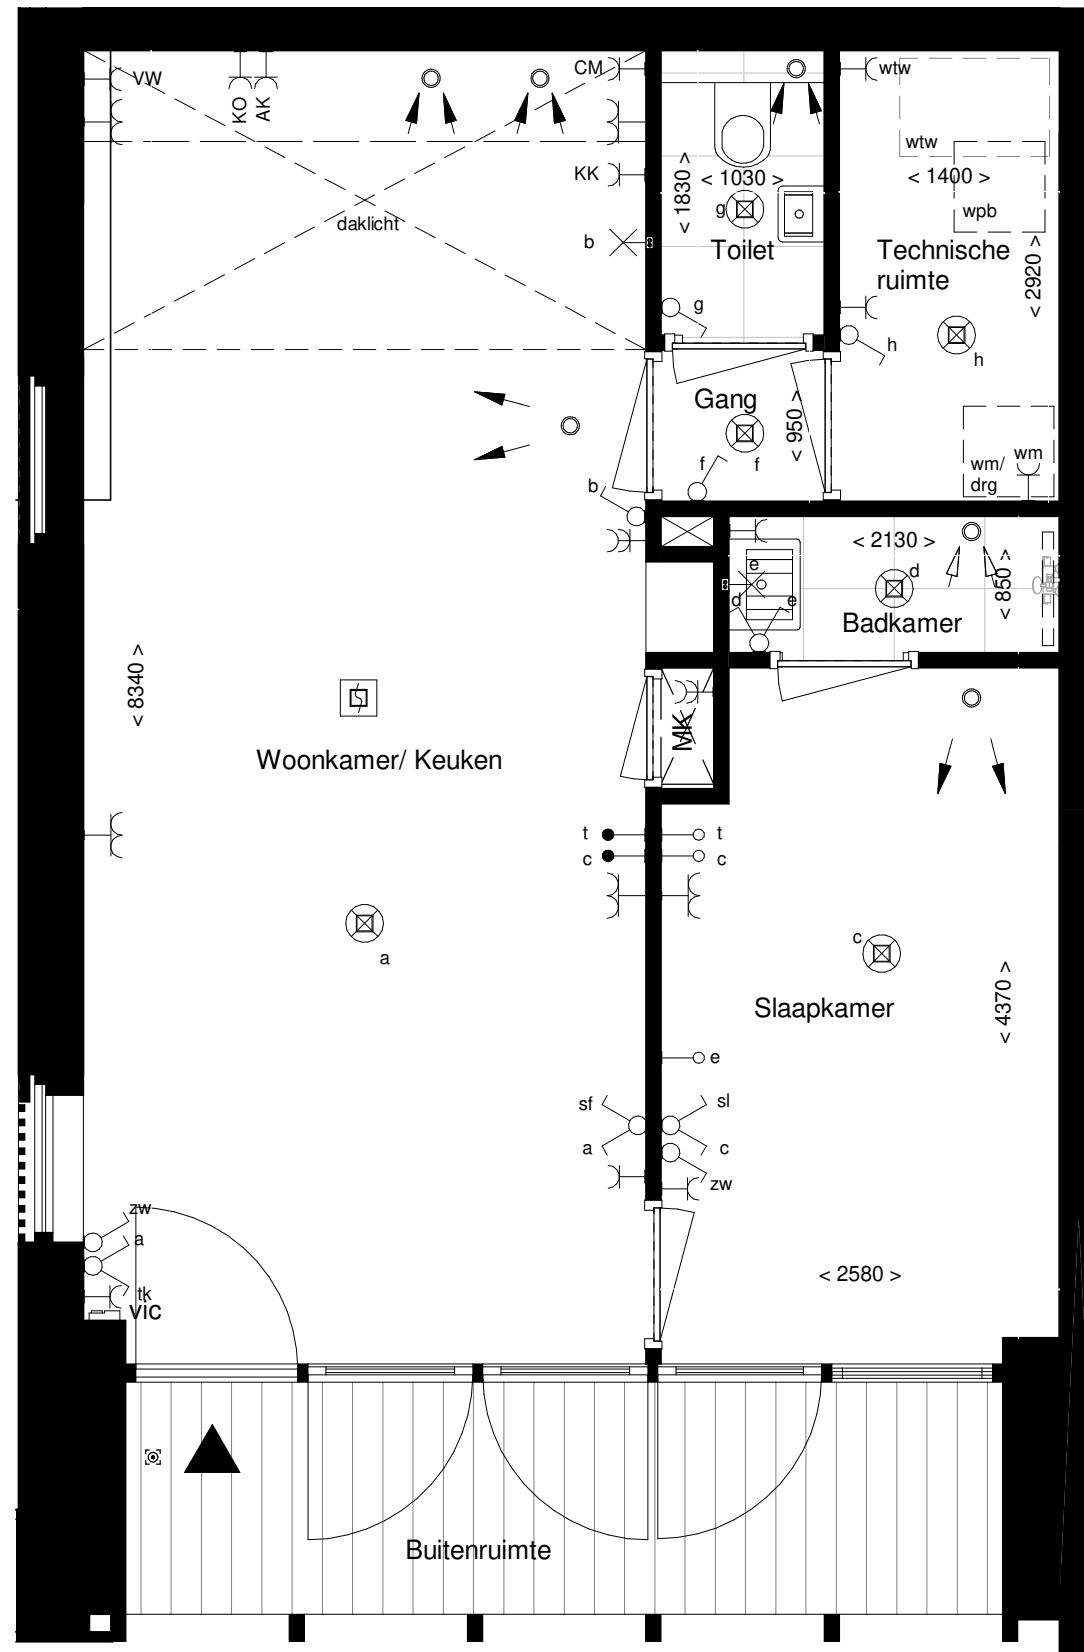 VW
KO
AK
CM
wtw
wtw
KK
< 1830 >
< 1030 >
< 1400 >
wpb
g
daklicht
b
Toilet
Technische
ruimte
< 2920 >
g
h
h
Gang
< 950 >
f
f
wm/
drg
wm
b
< 2130 >
e
d
< 850 >
d
e
Badkamer
< 8340 >
MK
Woonkamer/ Keuken
t
t
c
c
a
c
< 4370 >
Slaapkamer
e
sf
sl
a
c
zw
zw
a
tk
vic
< 2580 >
Buitenruimte